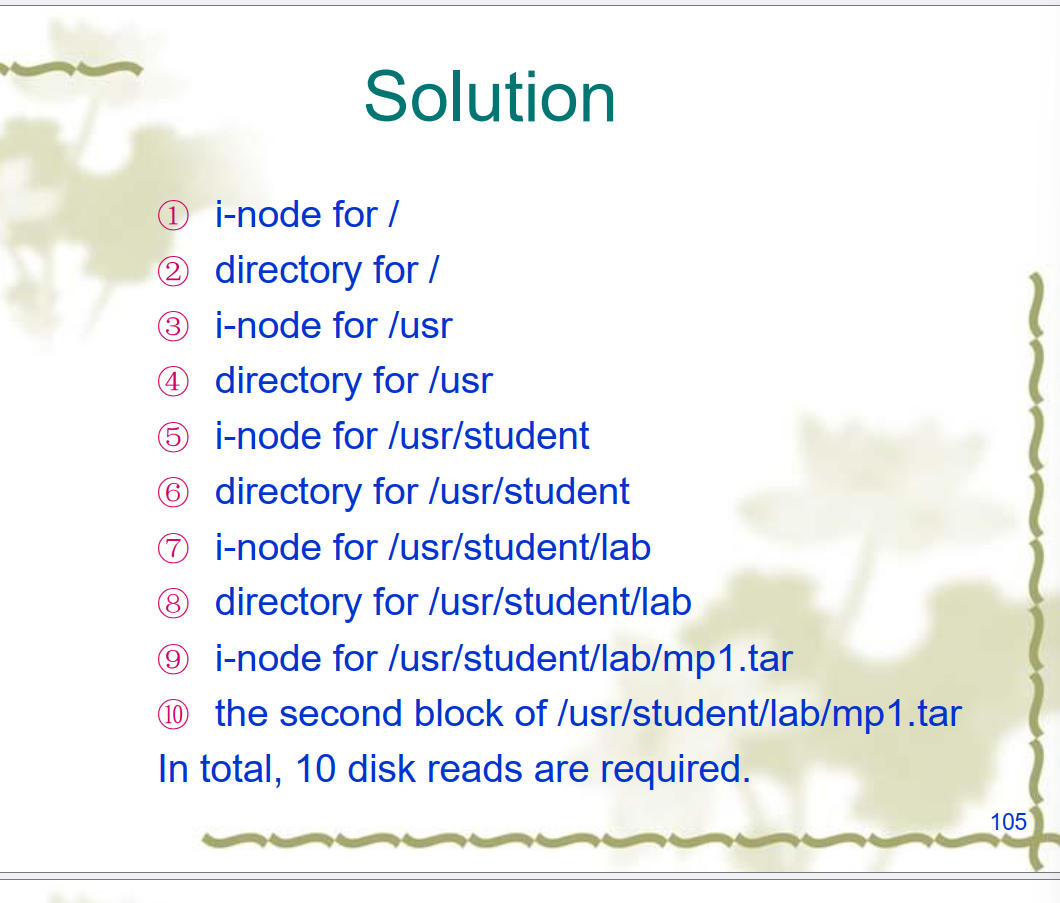 Solution
① i-node for /
② directory for /
③ i-node for /usr
④ directory for /usr
⑤ i-node for /usr/student
⑥ directory for /usr/student
⑦ i-node for /usr/student/lab
⑧ directory for /usr/student/lab
⑨ i-node for /usr/student/lab/mp1.tar
⑩ the second block of /usr/student/lab/mp1.tar
In total, 10 disk reads are required.
105